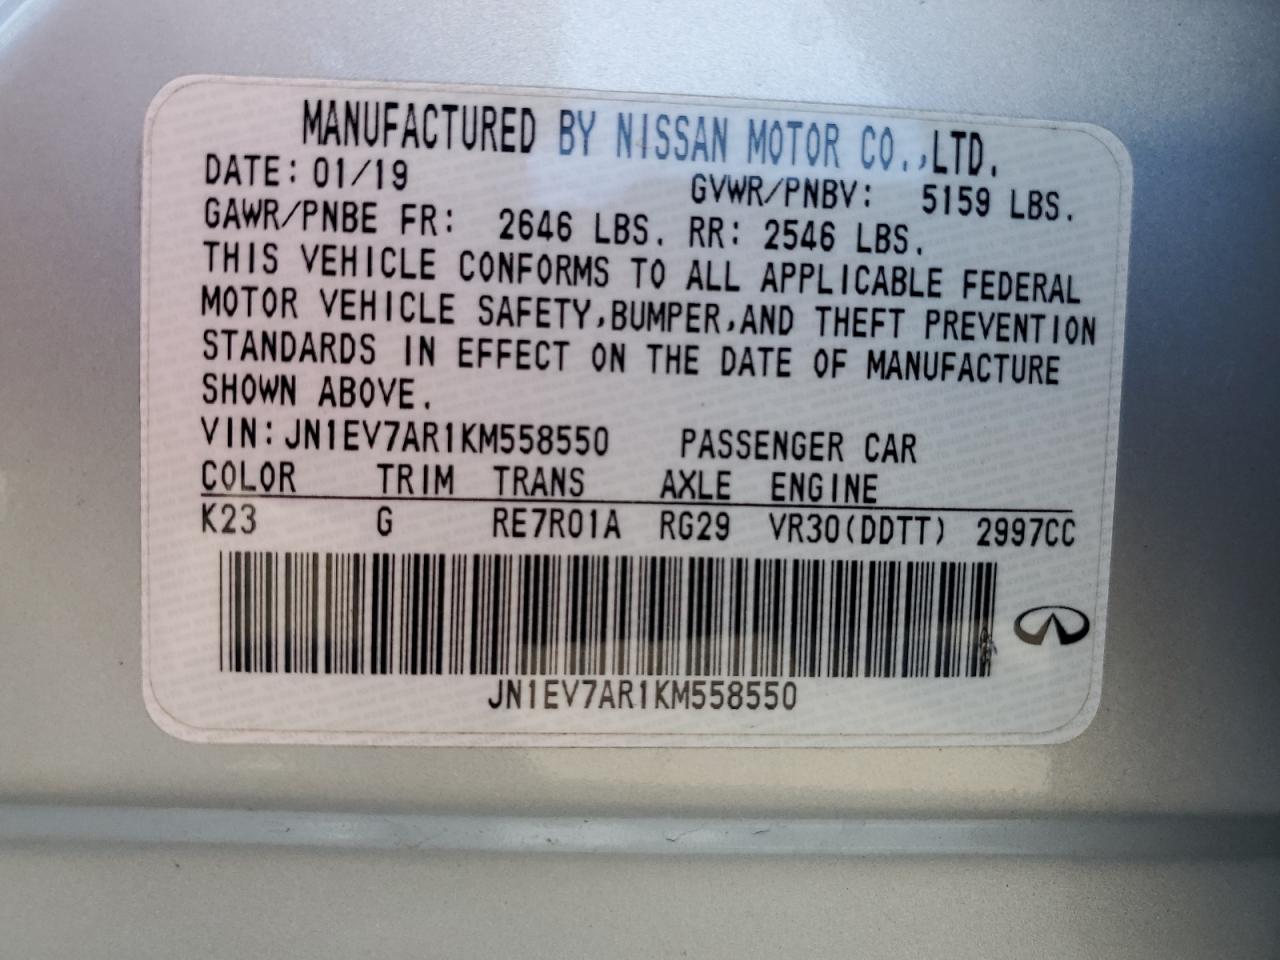 MANUFACTURED BY NISSAN MOTOR CO.,LTD.
DATE: 01/19 GVWR/PNBV: 5159 LBS.
GAWR/PNBE FR: 2646 LBS. RR: 2546 LBS.
THIS VEHICLE CONFORMS TO ALL APPLICABLE FEDERAL
MOTOR VEHICLE SAFETY,BUMPER,AND THEFT PREVENTION
STANDARDS IN EFFECT ON THE DATE OF MANUFACTURE
SHOWN ABOVE.
VIN: JN1EV7AR1KM558550 PASSENGER CAR
COLOR TRIM TRANS AXLE ENGINE
K23 G RE7R01A RG29 VR30(DDTT) 2997CC
JN1EV7AR1KM558550